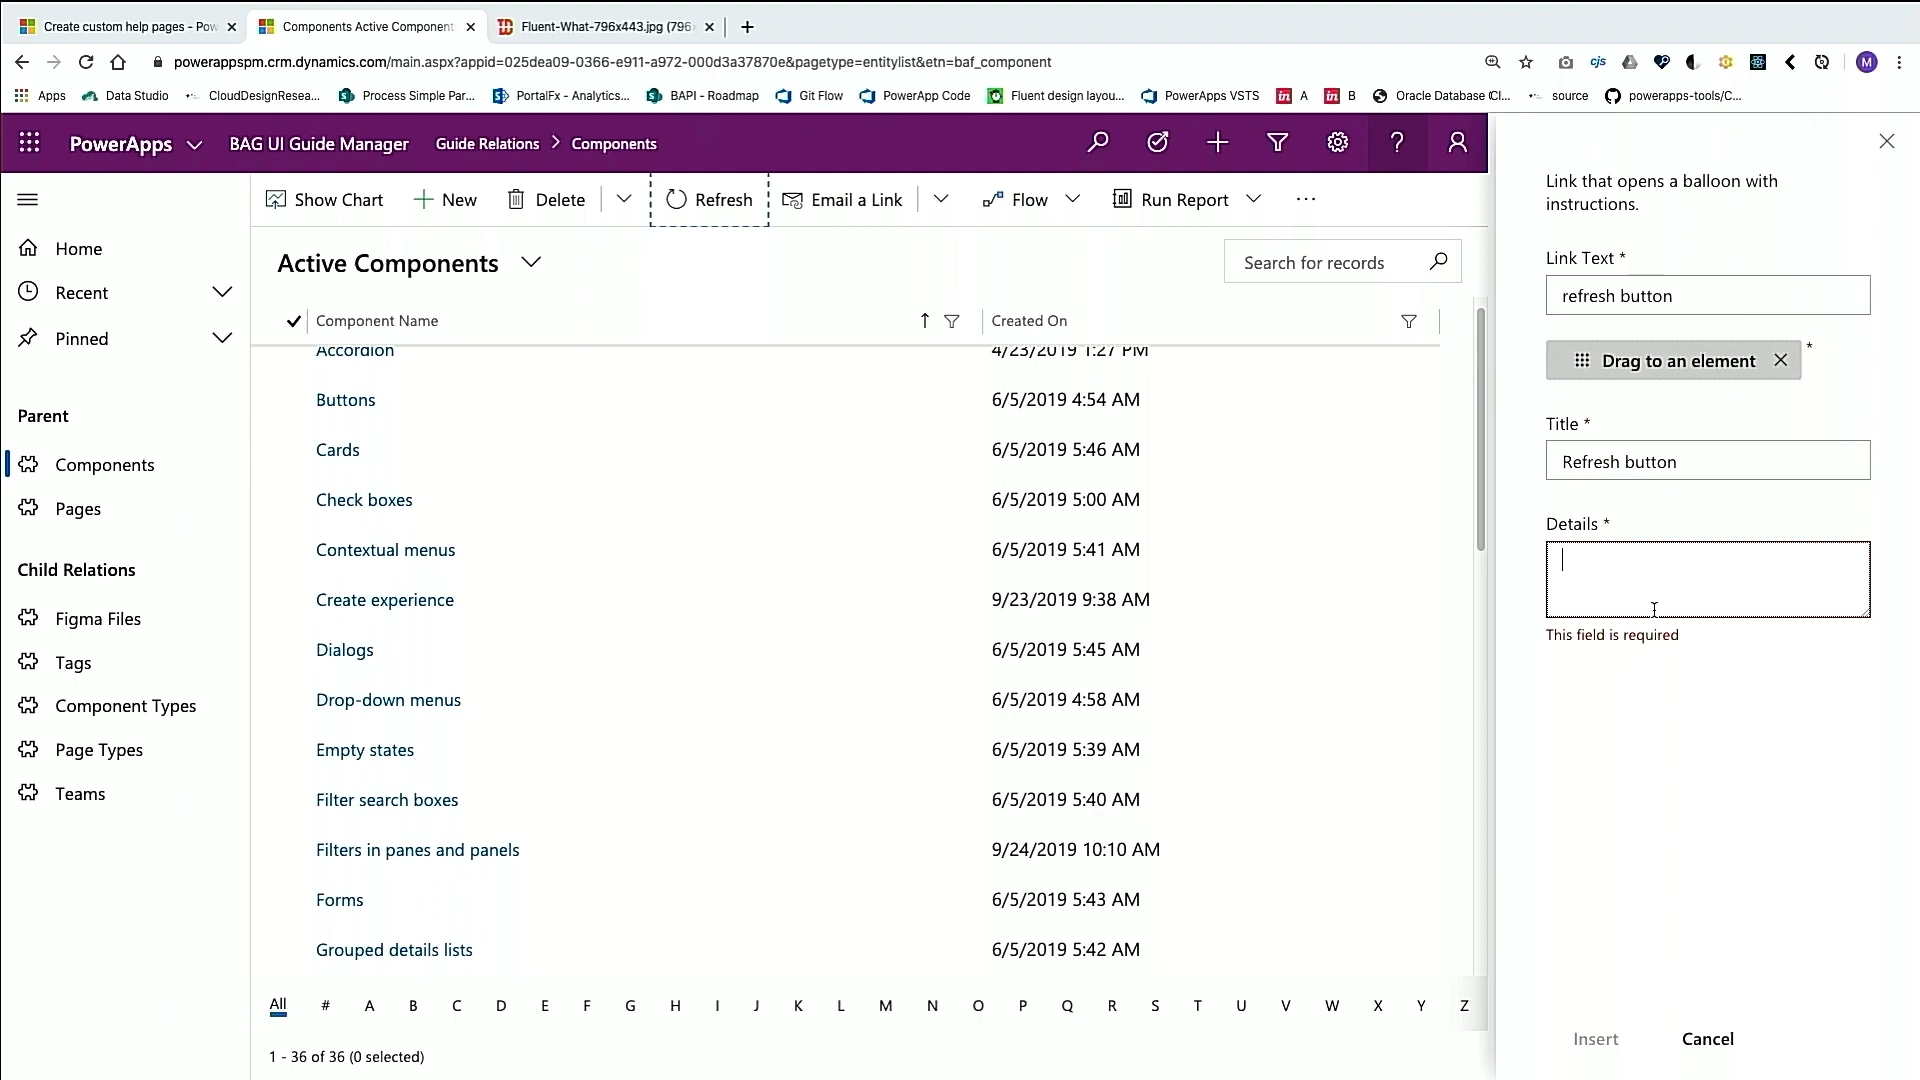 Create custom help pages - Pow
Components Active Component
Fluent-What-796x443.jpg (796
powerappspm.crm.dynamics.com/main.aspx?appid=025dea09-0366-e911-a972-000d3a37870e&pagetype=entitylist&etn=baf_component
cjs
M
Apps
Data Studio
CloudDesignResea...
Process Simple Par...
PortalFx - Analytics...
BAPI - Roadmap
Git Flow
PowerApp Code
Fluent design layou...
PowerApps VSTS
in A
in B
Oracle Database (Cl...
source
powerapps-tools/C...
PowerApps
BAG UI Guide Manager
Guide Relations > Components
?
Show Chart
New
Delete
Refresh
Email a Link
Flow
Run Report
Home
Recent
Pinned
Parent
Components
Pages
Child Relations
Figma Files
Tags
Component Types
Page Types
Teams
Active Components
Search for records
Component Name
Created On
Accordion 4/23/2019 1:27 PM
Buttons 6/5/2019 4:54 AM
Cards 6/5/2019 5:46 AM
Check boxes 6/5/2019 5:00 AM
Contextual menus 6/5/2019 5:41 AM
Create experience 9/23/2019 9:38 AM
Dialogs 6/5/2019 5:45 AM
Drop-down menus 6/5/2019 4:58 AM
Empty states 6/5/2019 5:39 AM
Filter search boxes 6/5/2019 5:40 AM
Filters in panes and panels 9/24/2019 10:10 AM
Forms 6/5/2019 5:43 AM
Grouped details lists 6/5/2019 5:42 AM
All # A B C D E F G H I J K L M N O P Q R S T U V W X Y Z
1 - 36 of 36 (0 selected)
Link that opens a balloon with
instructions.
Link Text *
refresh button
Drag to an element *
Title *
Refresh button
Details *
This field is required
Insert
Cancel